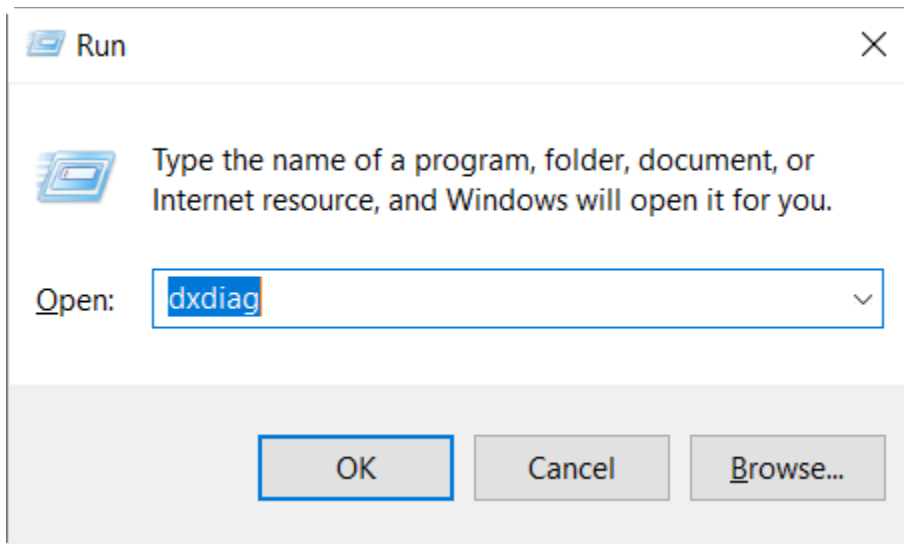 Run
Type the name of a program, folder, document, or
Internet resource, and Windows will open it for you.
Open: dxdiag
OK Cancel Browse...